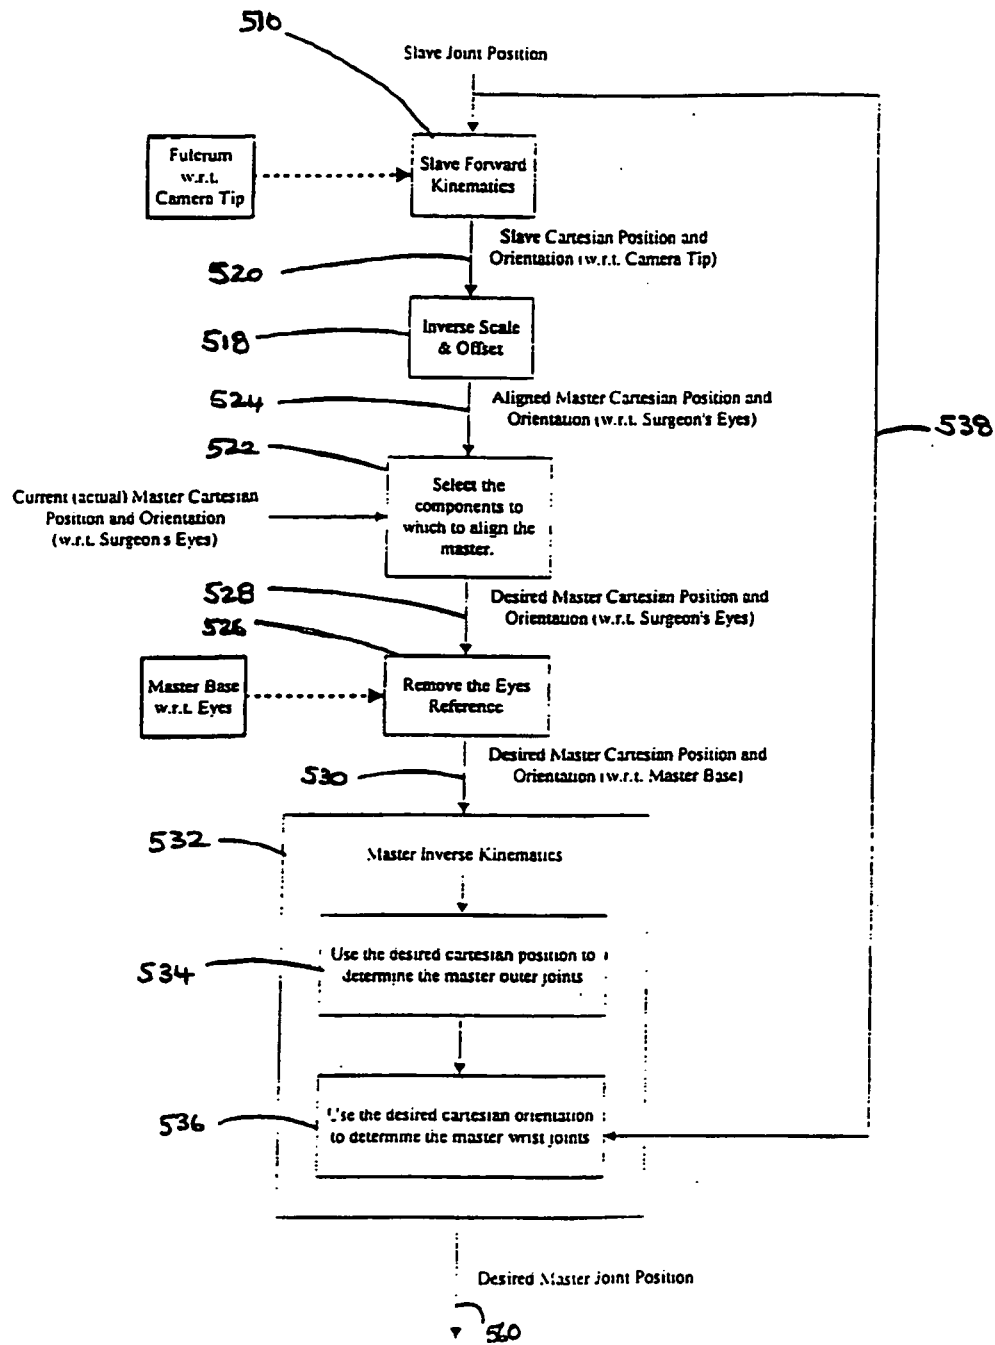 510
Slave Joint Position
Fulcrum
w.r.t.
Camera Tip
Slave Forward
Kinematics
Slave Cartesian Position and
Orientation (w.r.t. Camera Tip)
520
Inverse Scale
& Offset
518
524
Aligned Master Cartesian Position and
Orientation (w.r.t. Surgeon's Eyes)
538
522
Select the
components to
which to align the
master.
Current (actual) Master Cartesian
Position and Orientation
(w.r.t. Surgeon's Eyes)
528
Desired Master Cartesian Position and
Orientation (w.r.t. Surgeon's Eyes)
526
Master Base
w.r.t. Eyes
Remove the Eyes
Reference
530
Desired Master Cartesian Position and
Orientation (w.r.t. Master Base)
532
Master Inverse Kinematics
534
Use the desired cartesian position to
determine the master outer joints
536
Use the desired cartesian orientation
to determine the master wrist joints
Desired Master Joint Position
560